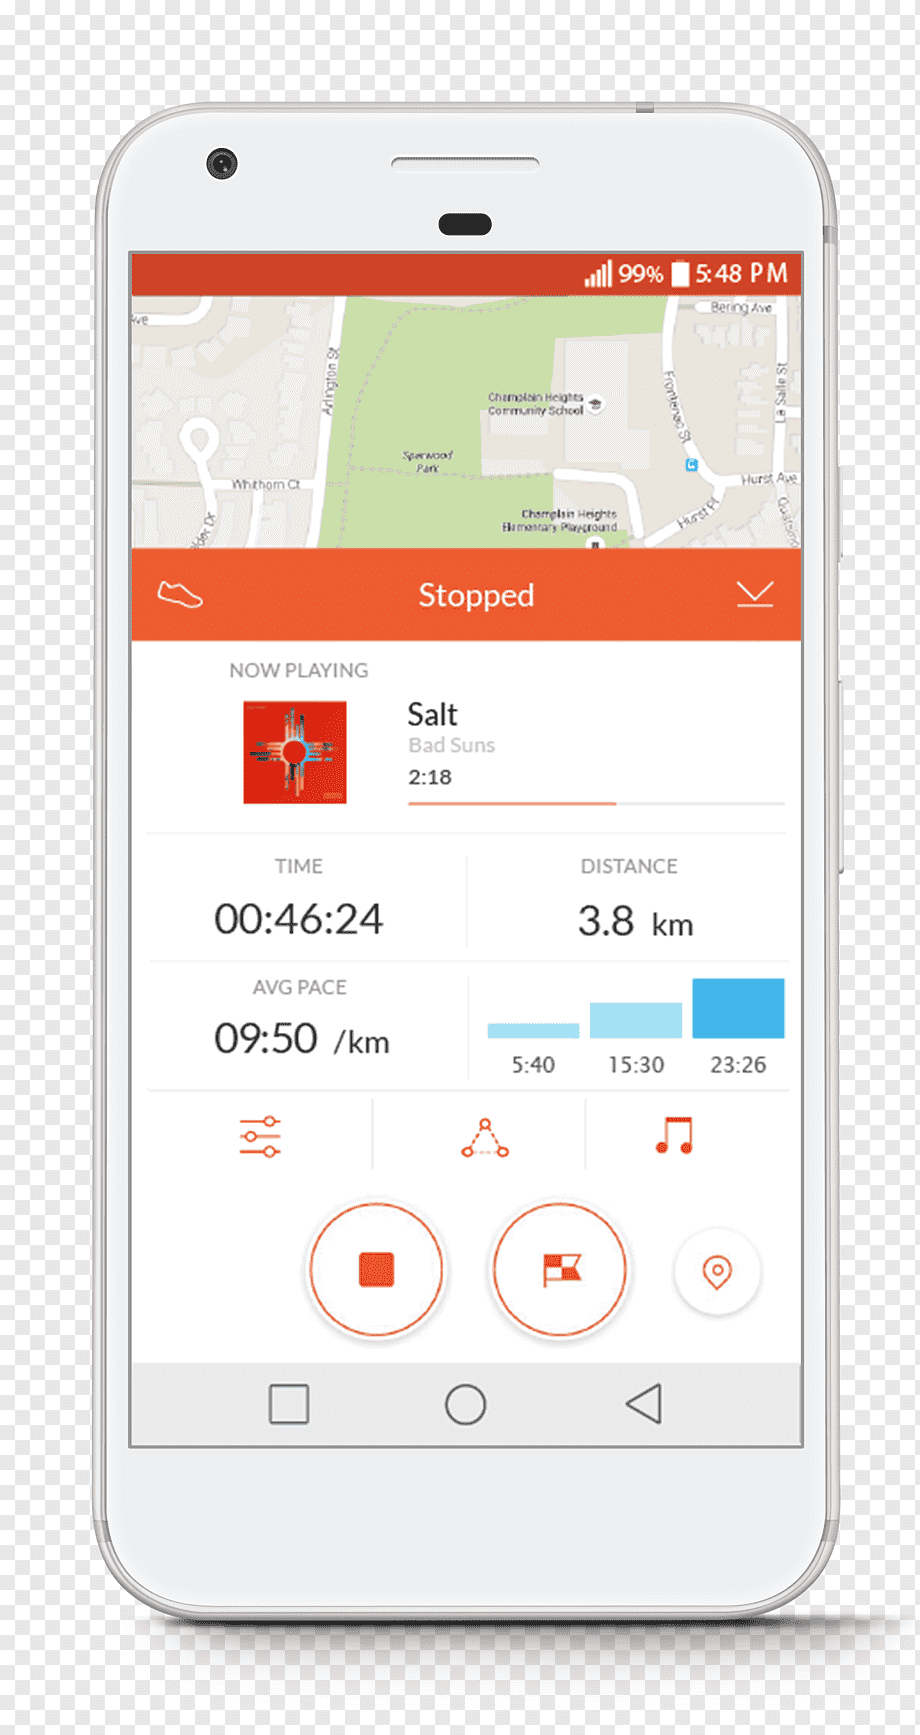 99% 5:48 PM
Bering Ave
Ave
Arlington St
Champlain Heights
Community School
Frontenac St
La Salle St
Sparwood
Park
C
Whithorn Ct
Hurst Ave
Hurst Pl
Champlain Heights
Elementary Playground
Stopped
NOW PLAYING
Salt
Bad Suns
2:18
TIME
DISTANCE
00:46:24
3.8 km
AVG PACE
09:50 /km
5:40
15:30
23:26